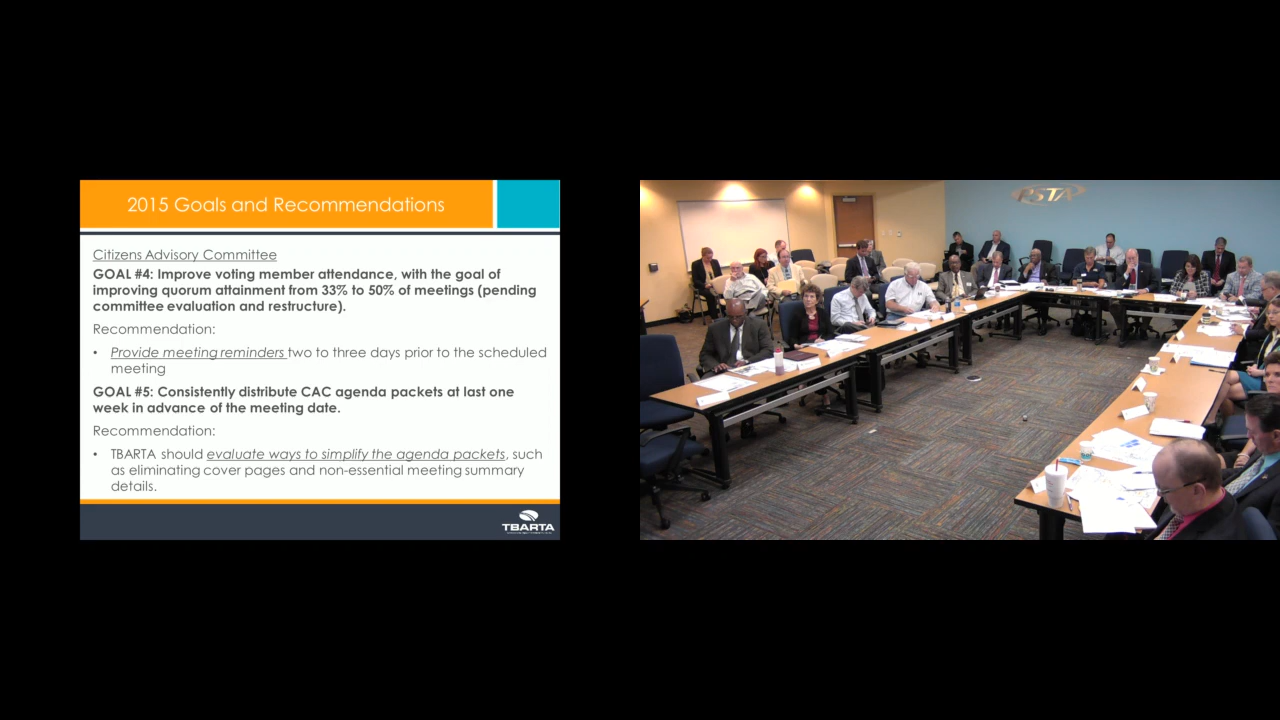 2015 Goals and Recommendations
Citizens Advisory Committee
GOAL #4: Improve voting member attendance, with the goal of
improving quorum attainment from 33% to 50% of meetings (pending
committee evaluation and restructure).
Recommendation:
• Provide meeting reminders two to three days prior to the scheduled
meeting
GOAL #5: Consistently distribute CAC agenda packets at last one
week in advance of the meeting date.
Recommendation:
• TBARTA should evaluate ways to simplify the agenda packets, such
as eliminating cover pages and non-essential meeting summary
details.
TBARTA
PSTA